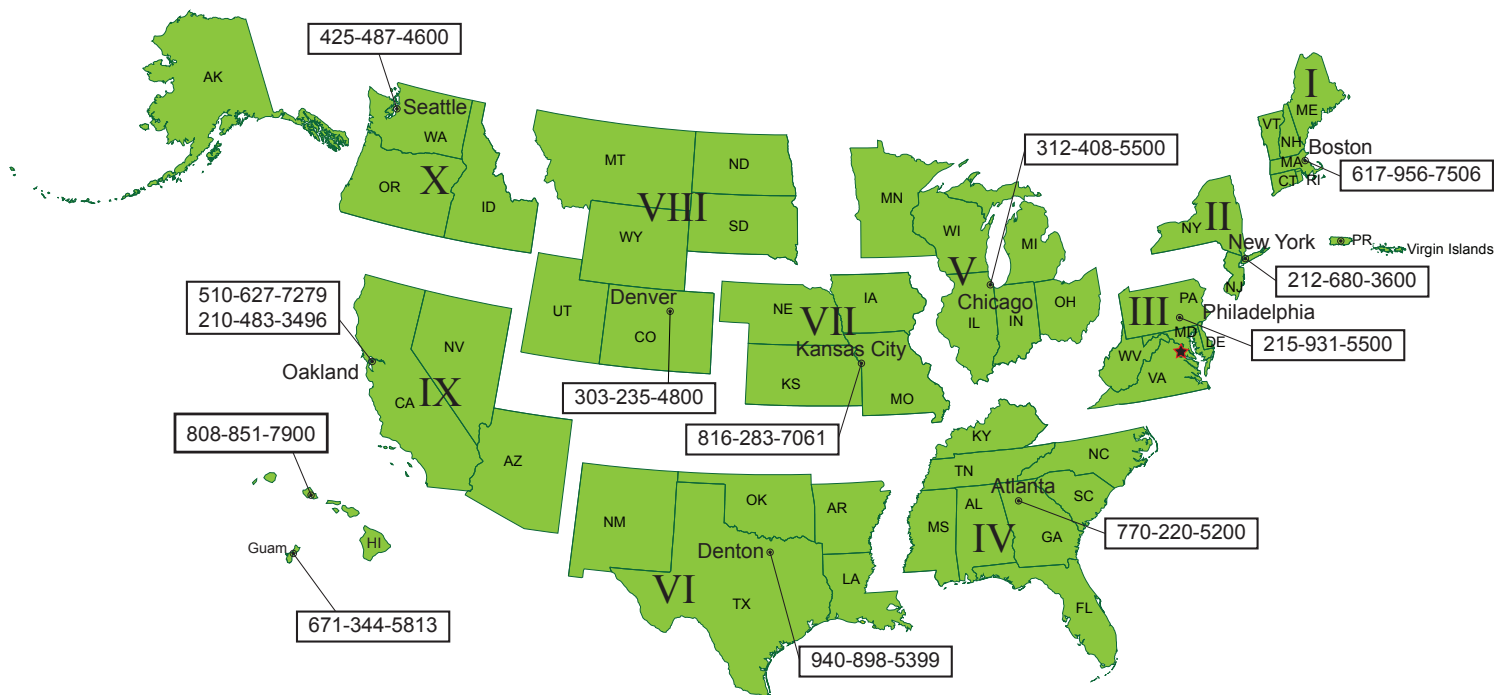 425-487-4600
AK
Seattle
WA
OR
X
ID
MT
ND
VIII
WY
SD
UT
Denver
CO
303-235-4800
510-627-7279
210-483-3496
Oakland
NV
CA
IX
AZ
808-851-7900
HI
Guam
671-344-5813
NE
IA
VII
Kansas City
KS
MO
816-283-7061
312-408-5500
MN
WI
MI
V
Chicago
IL
IN
OH
I
ME
VT
NH
Boston
MA
CT
RI
617-956-7506
II
NY
New York
PR
Virgin Islands
212-680-3600
NJ
III
PA
Philadelphia
MD
DE
215-931-5500
WV
VA
KY
TN
NC
Atlanta
SC
MS
AL
IV
GA
770-220-5200
FL
NM
OK
AR
Denton
VI
TX
LA
940-898-5399